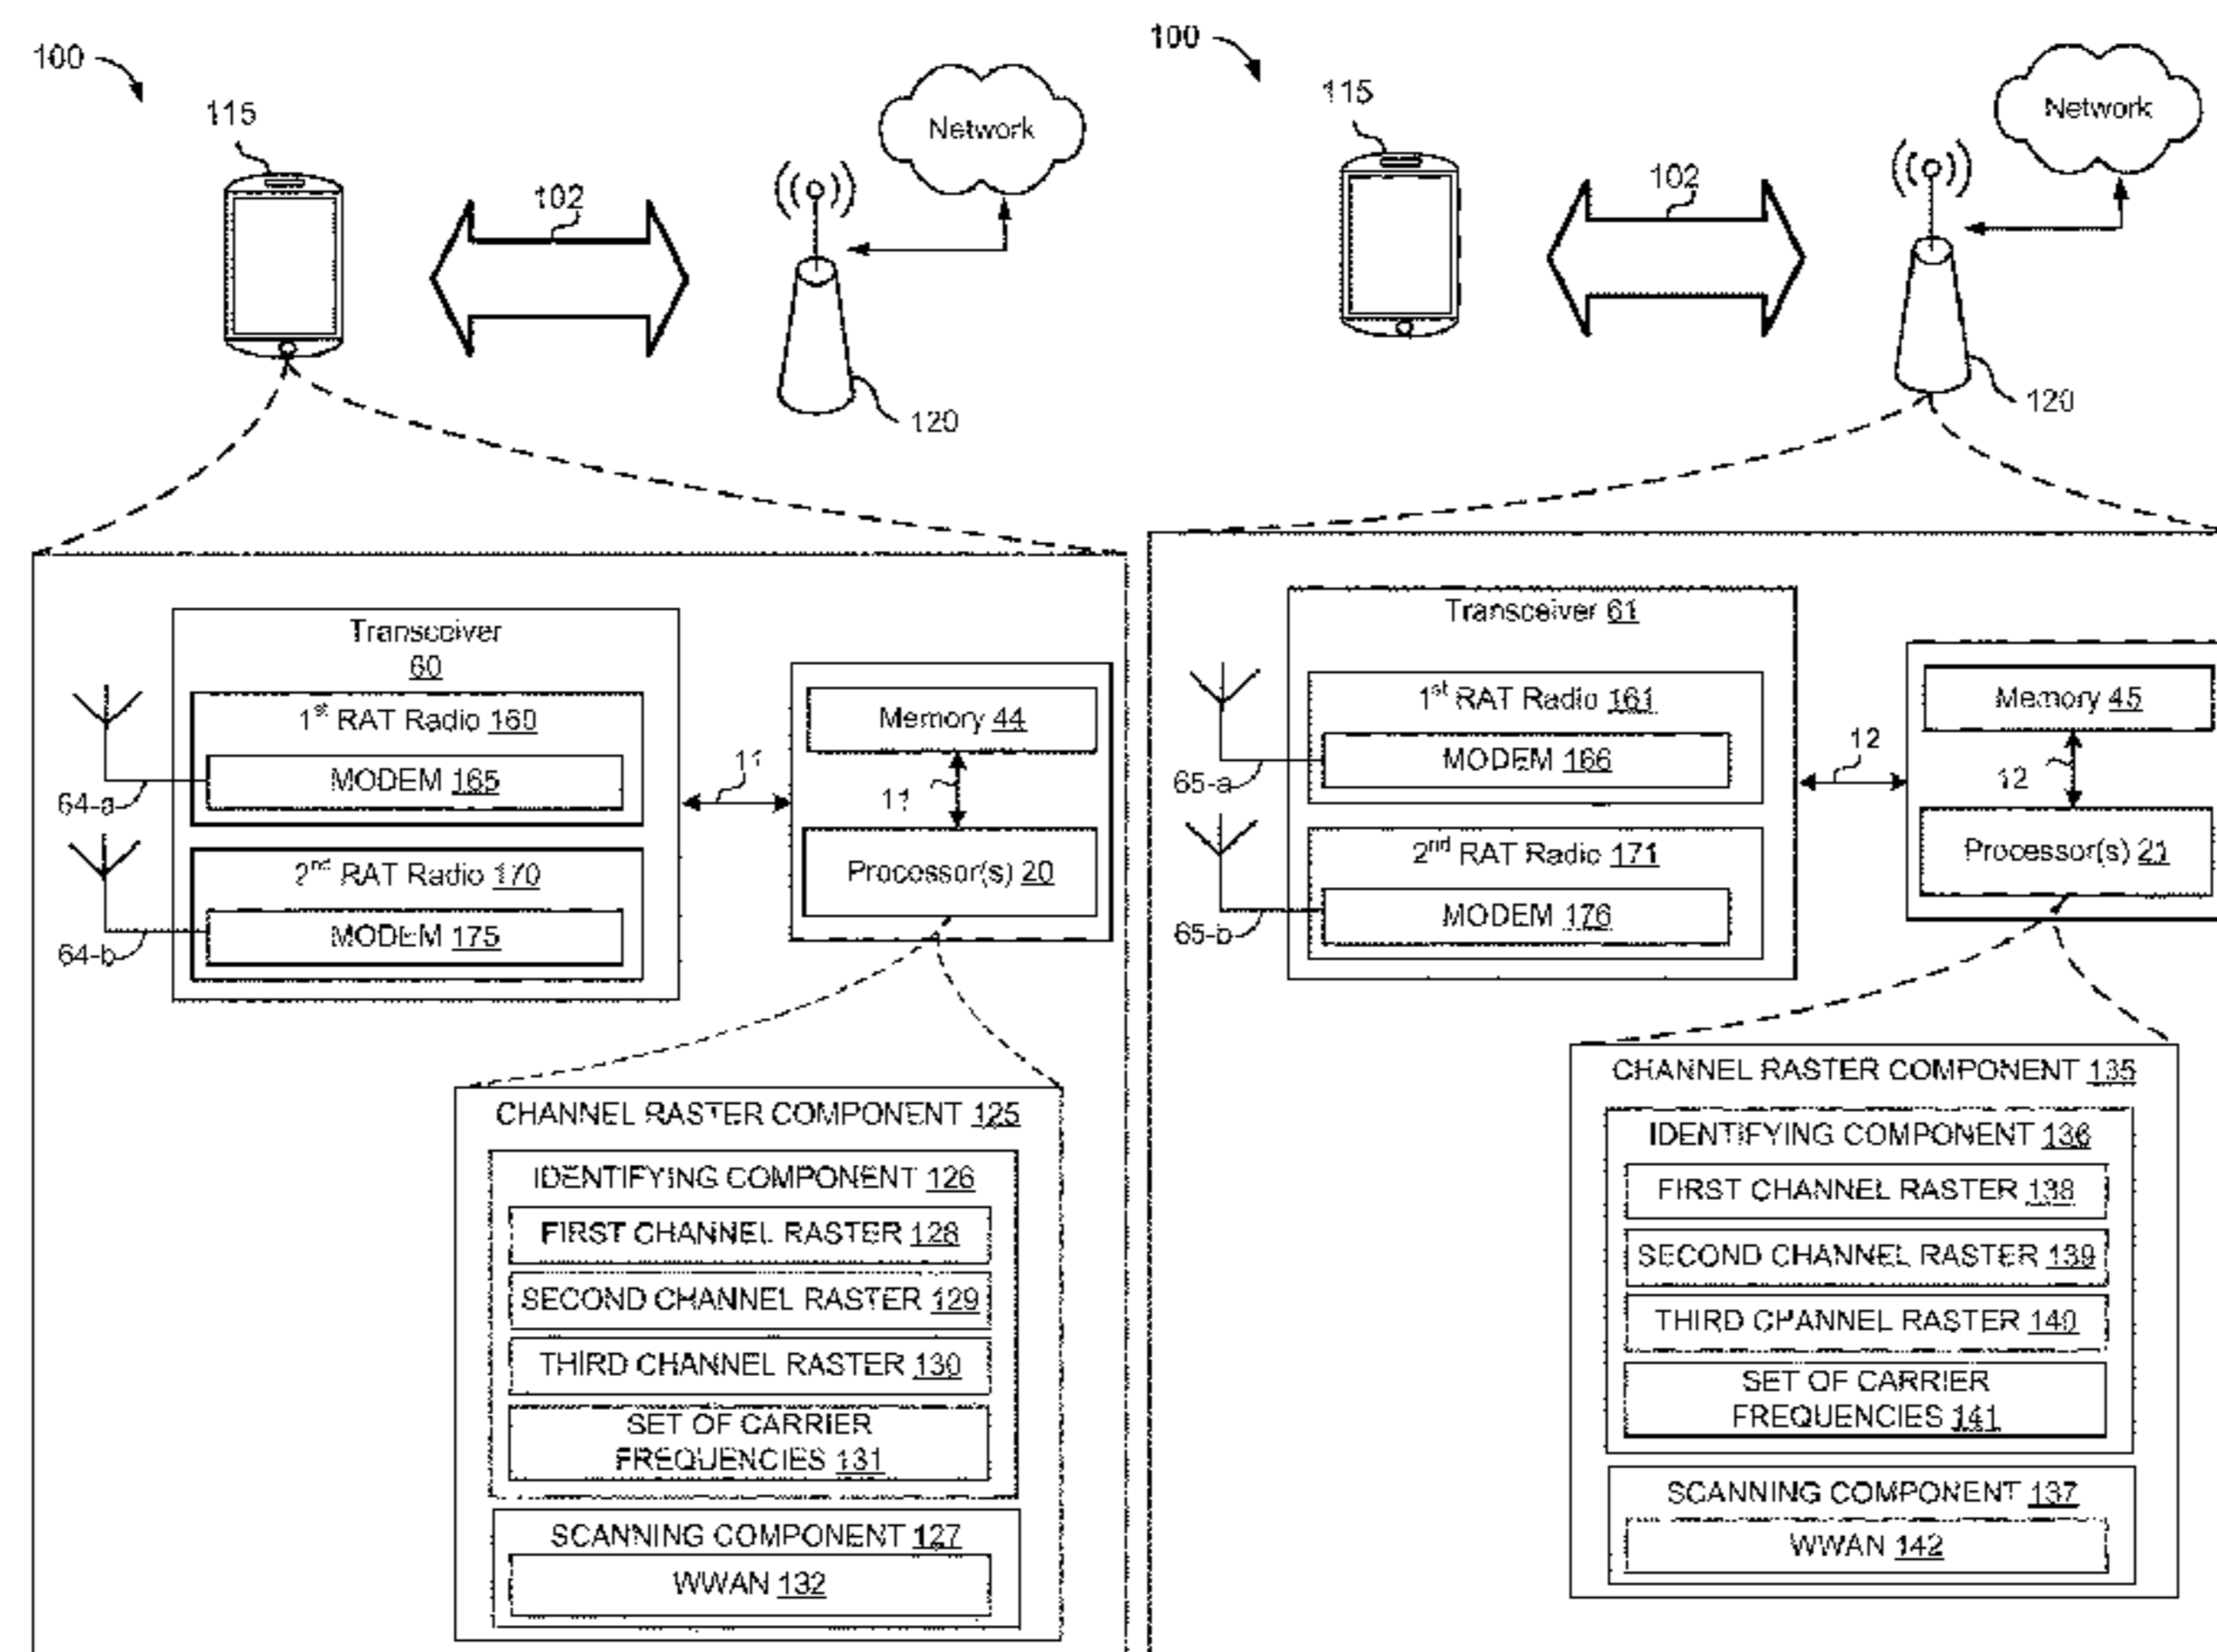 100
115
102
Network
120
Transceiver
60
1st RAT Radio 160
MODEM 165
64-a
2nd RAT Radio 170
MODEM 175
64-b
11
Memory 44
11
Processor(s) 20
CHANNEL RASTER COMPONENT 125
IDENTIFYING COMPONENT 126
FIRST CHANNEL RASTER 128
SECOND CHANNEL RASTER 129
THIRD CHANNEL RASTER 130
SET OF CARRIER
FREQUENCIES 131
SCANNING COMPONENT 127
WWAN 132
100
115
102
Network
120
Transceiver 61
1st RAT Radio 161
MODEM 166
65-a
2nd RAT Radio 171
MODEM 176
65-b
12
Memory 45
12
Processor(s) 21
CHANNEL RASTER COMPONENT 135
IDENTIFYING COMPONENT 136
FIRST CHANNEL RASTER 138
SECOND CHANNEL RASTER 139
THIRD CHANNEL RASTER 140
SET OF CARRIER
FREQUENCIES 141
SCANNING COMPONENT 137
WWAN 142